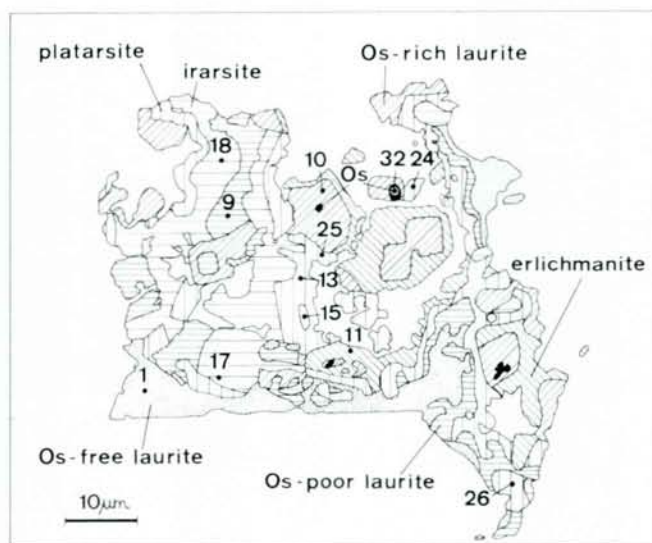 platarsite
irarsite
Os-rich laurite
18
10
Os
32
24
9
25
13
erlichmanite
15
11
1
17
Os-free laurite
Os-poor laurite
26
10µm